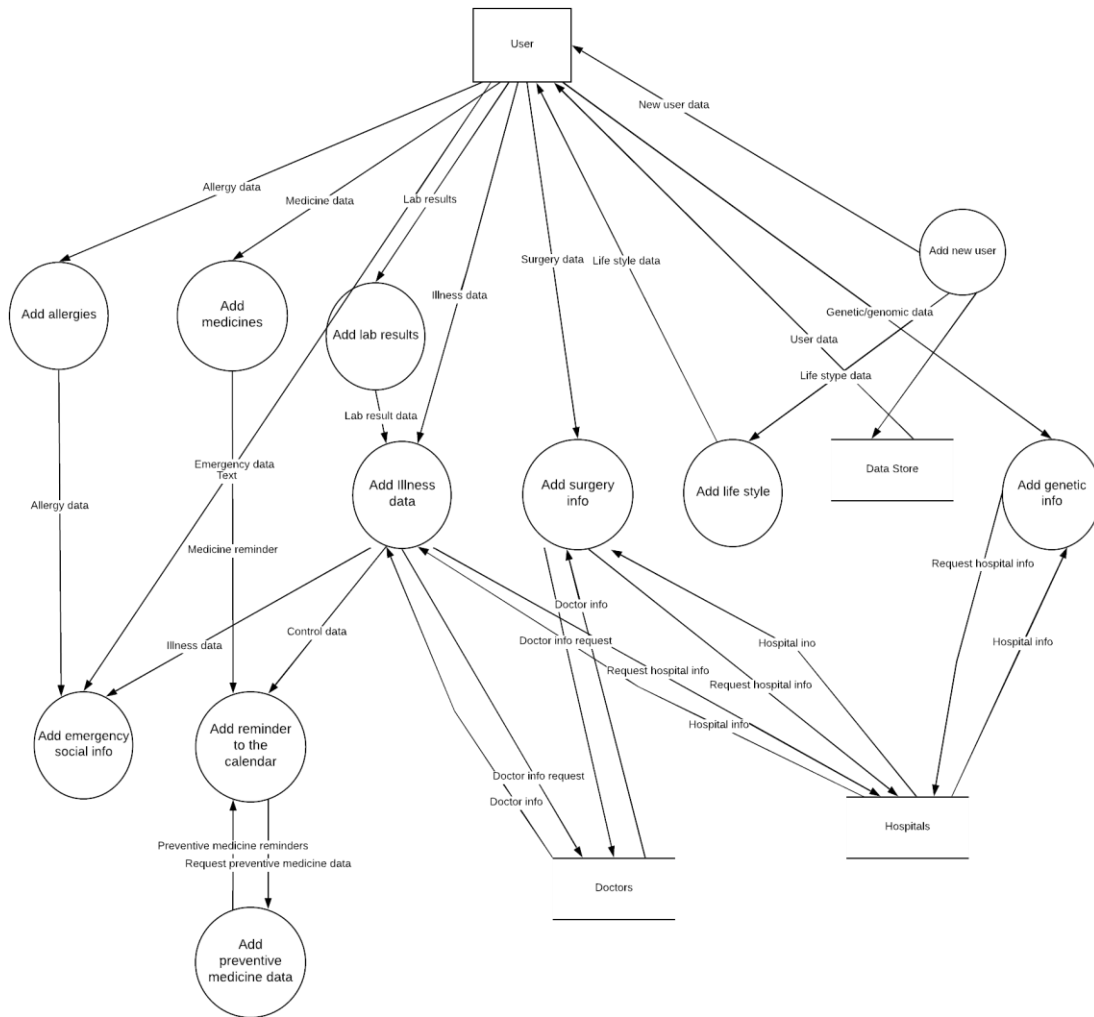 User
New user data
Allergy data
Medicine data
Lab results
Add new user
Surgery data
Life style data
Illness data
Genetic/genomic data
Add allergies
Add
medicines
Add lab results
User data
Life stype data
Lab result data
Emergency data
Text
Add Illness
data
Add surgery
info
Add life style
Data Store
Add genetic
info
Allergy data
Medicine reminder
Request hospital info
Doctor info
Illness data
Control data
Doctor info request
Hospital ino
Hospital info
Request hospital info
Request hospital info
Hospital info
Add emergency
social info
Add reminder
to the
calendar
Doctor info request
Doctor info
Hospitals
Preventive medicine reminders
Request preventive medicine data
Doctors
Add
preventive
medicine data